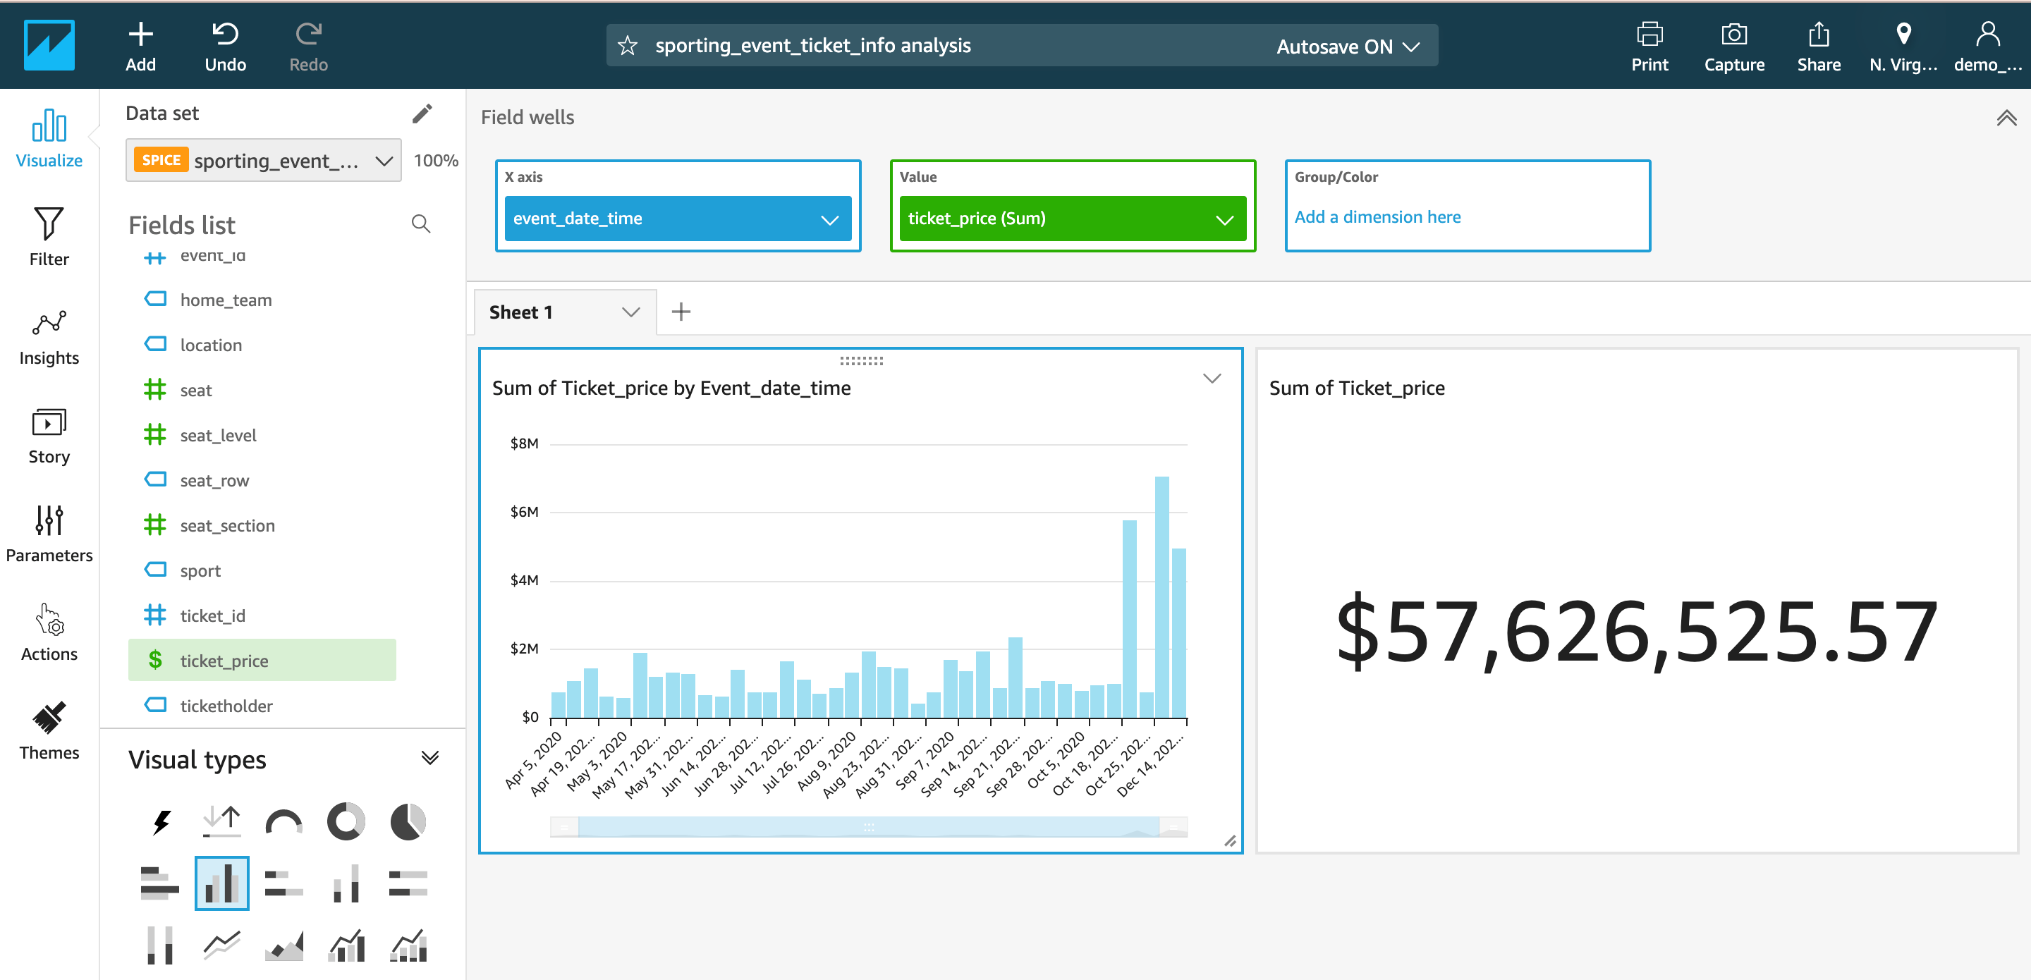 Add
Undo
Redo
sporting_event_ticket_info analysis
Autosave ON
Print
Capture
Share
N. Virg...
demo_...
Visualize
Filter
Insights
Story
Parameters
Actions
Themes
Data set
SPICE sporting_event_...
100%
Fields list
event_id
home_team
location
seat
seat_level
seat_row
seat_section
sport
ticket_id
$ ticket_price
ticketholder
Visual types
Field wells
X axis
event_date_time
Value
ticket_price (Sum)
Group/Color
Add a dimension here
Sheet 1
Sum of Ticket_price by Event_date_time
$8M
$6M
$4M
$2M
$0
Apr 5, 2020
Apr 19, 202...
May 3, 2020
May 17, 202...
May 31, 202...
Jun 14, 202...
Jun 28, 202...
Jul 12, 202...
Jul 26, 202...
Aug 9, 2020
Aug 23, 202...
Aug 31, 202...
Sep 7, 2020
Sep 14, 202...
Sep 21, 202...
Sep 28, 202...
Oct 5, 2020
Oct 18, 202...
Oct 25, 202...
Dec 14, 202...
Sum of Ticket_price
$57,626,525.57